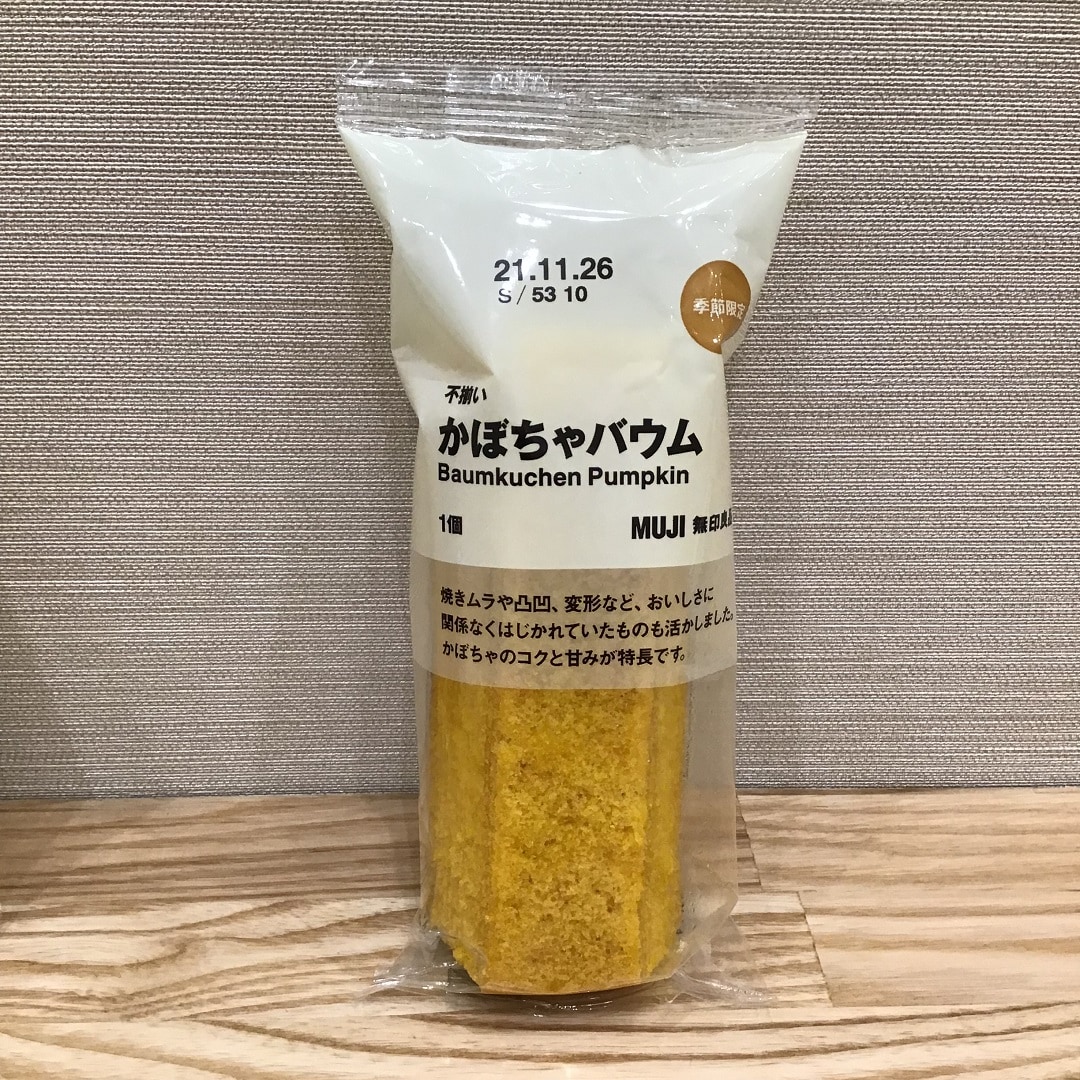 21.11.26
S/53 10
季節限定
不揃い
かぼちゃバウム
Baumkuchen Pumpkin
1個
MUJI 無印良品
焼きムラや凸凹、変形など、おいしさに
関係なくはじかれていたものも活かしました。
かぼちゃのコクと甘みが特長です。